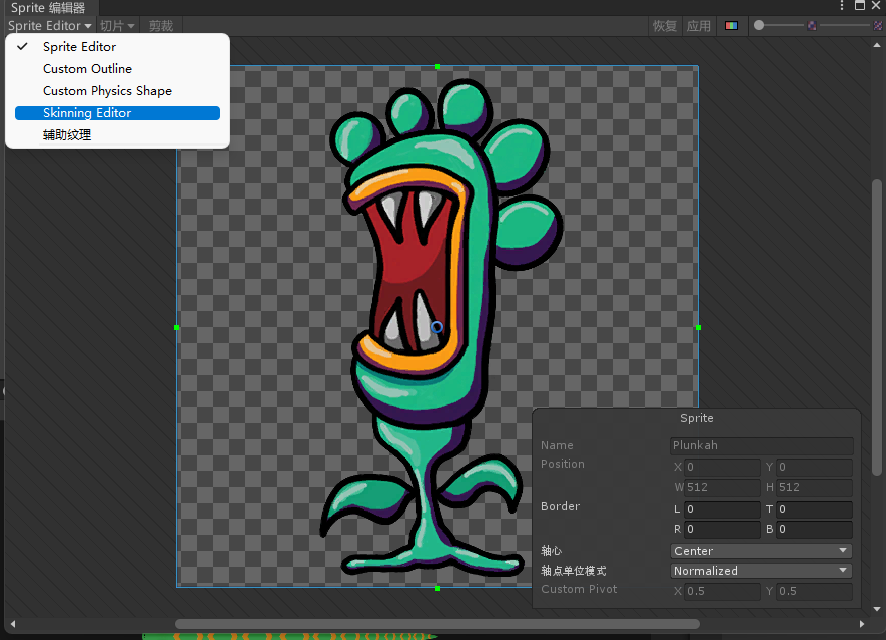 Sprite 编辑器
Sprite Editor 切片 剪裁 恢复 应用
Sprite Editor
Custom Outline
Custom Physics Shape
Skinning Editor
辅助纹理
Sprite
Name Plunkah
Position X 0 Y 0
W 512 H 512
Border L 0 T 0
R 0 B 0
轴心 Center
轴点单位模式 Normalized
Custom Pivot X 0.5 Y 0.5